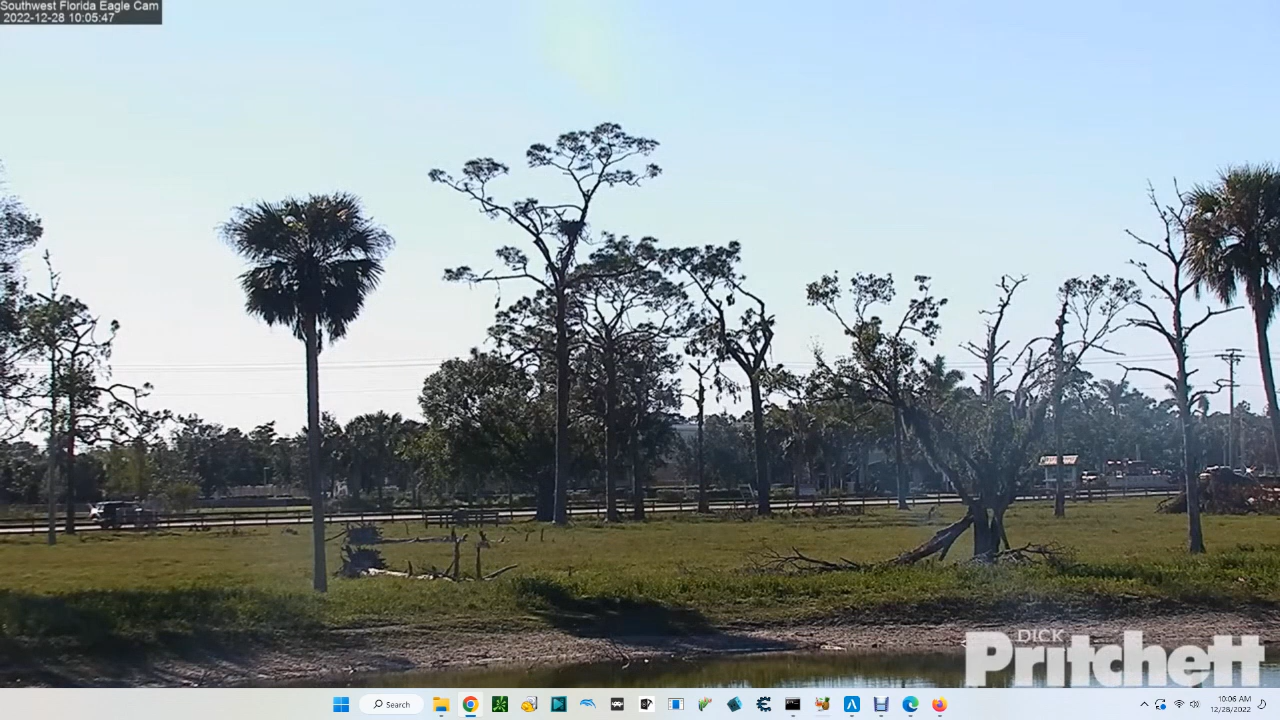 Southwest Florida Eagle Cam
2022-12-28 10:05:47
DICK
Pritchett
Search
10:06 AM
12/28/2022